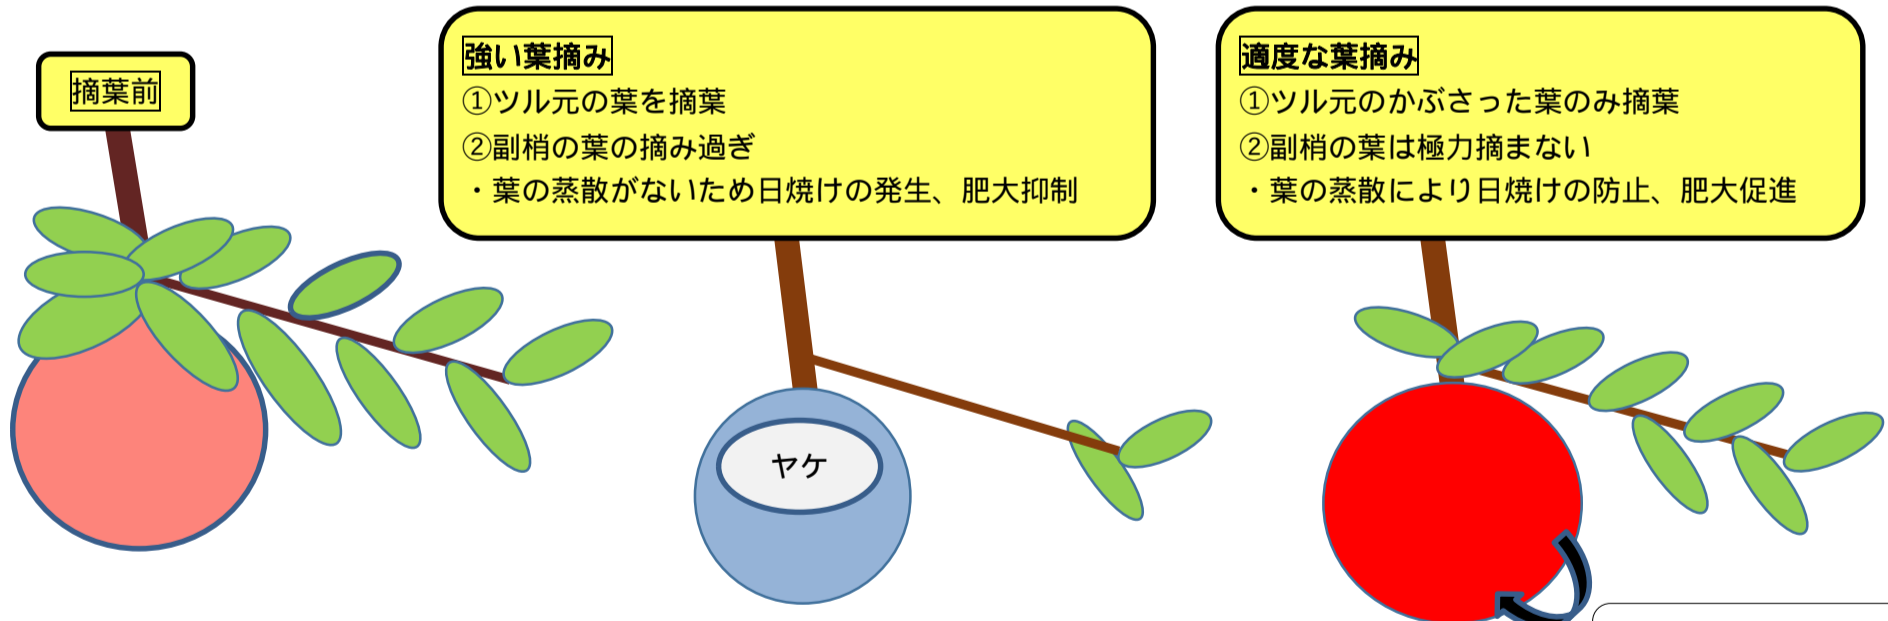 摘葉前
強い葉摘み
①ツル元の葉を摘葉
②副梢の葉の摘み過ぎ
・葉の蒸散がないため日焼けの発生、肥大抑制
適度な葉摘み
①ツル元のかぶさった葉のみ摘葉
②副梢の葉は極力摘まない
・葉の蒸散により日焼けの防止、肥大促進
ヤケ